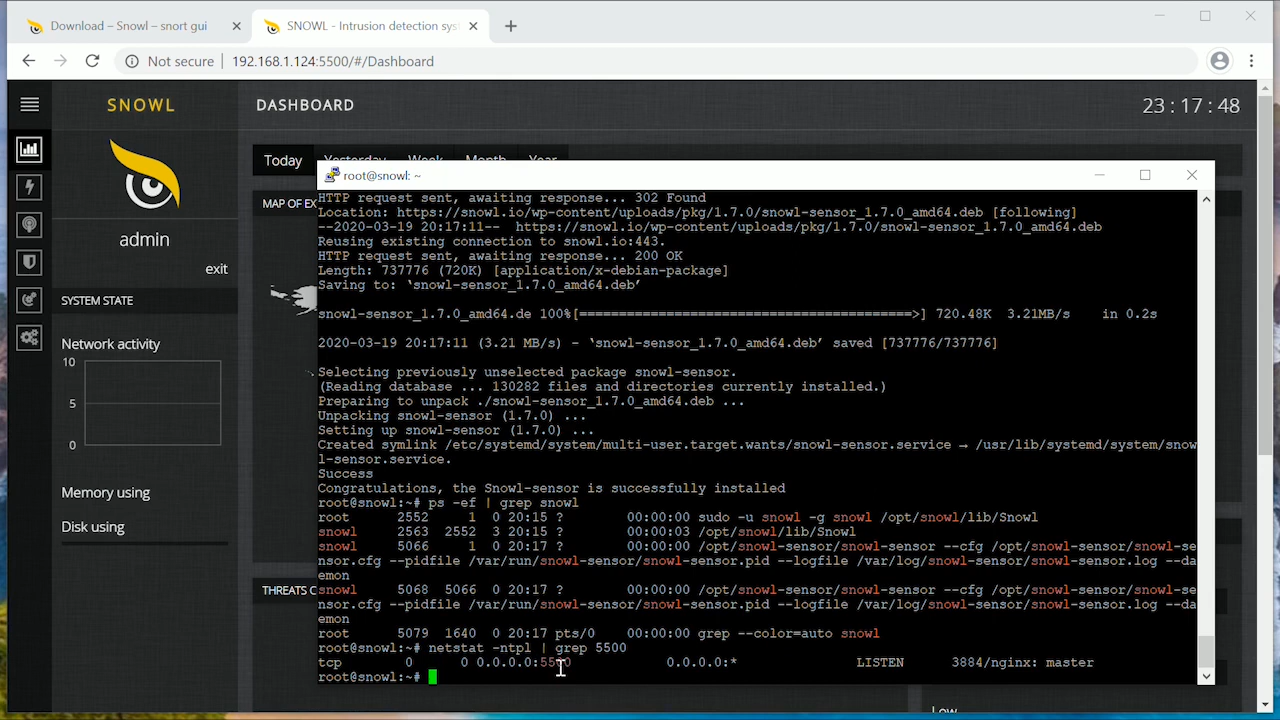 Download – Snowl – snort gui
SNOWL - Intrusion detection sys
Not secure
192.168.1.124:5500/#/Dashboard
SNOWL
DASHBOARD
23 : 17 : 48
Today
Yesterday
Week
Month
Year
MAP OF EX
admin
exit
SYSTEM STATE
Network activity
10
5
0
Memory using
Disk using
THREATS C
Low
root@snowl: ~
HTTP request sent, awaiting response... 302 Found
Location: https://snowl.io/wp-content/uploads/pkg/1.7.0/snowl-sensor_1.7.0_amd64.deb [following]
--2020-03-19 20:17:11-- https://snowl.io/wp-content/uploads/pkg/1.7.0/snowl-sensor_1.7.0_amd64.deb
Reusing existing connection to snowl.io:443.
HTTP request sent, awaiting response... 200 OK
Length: 737776 (720K) [application/x-debian-package]
Saving to: ‘snowl-sensor_1.7.0_amd64.deb’
snowl-sensor_1.7.0_amd64.de 100%[==========================================>] 720.48K 3.21MB/s in 0.2s
2020-03-19 20:17:11 (3.21 MB/s) - ‘snowl-sensor_1.7.0_amd64.deb’ saved [737776/737776]
Selecting previously unselected package snowl-sensor.
(Reading database ... 130282 files and directories currently installed.)
Preparing to unpack ./snowl-sensor_1.7.0_amd64.deb ...
Unpacking snowl-sensor (1.7.0) ...
Setting up snowl-sensor (1.7.0) ...
Created symlink /etc/systemd/system/multi-user.target.wants/snowl-sensor.service → /usr/lib/systemd/system/snow
l-sensor.service.
Success
Congratulations, the Snowl-sensor is successfully installed
root@snowl:~# ps -ef | grep snowl
root 2552 1 0 20:15 ? 00:00:00 sudo -u snowl -g snowl /opt/snowl/lib/Snowl
snowl 2563 2552 3 20:15 ? 00:00:03 /opt/snowl/lib/Snowl
snowl 5066 1 0 20:17 ? 00:00:00 /opt/snowl-sensor/snowl-sensor --cfg /opt/snowl-sensor/snowl-se
nsor.cfg --pidfile /var/run/snowl-sensor/snowl-sensor.pid --logfile /var/log/snowl-sensor/snowl-sensor.log --da
emon
snowl 5068 5066 0 20:17 ? 00:00:00 /opt/snowl-sensor/snowl-sensor --cfg /opt/snowl-sensor/snowl-se
nsor.cfg --pidfile /var/run/snowl-sensor/snowl-sensor.pid --logfile /var/log/snowl-sensor/snowl-sensor.log --da
emon
root 5079 1640 0 20:17 pts/0 00:00:00 grep --color=auto snowl
root@snowl:~# netstat -ntpl | grep 5500
tcp 0 0 0.0.0.0:5500 0.0.0.0:* LISTEN 3884/nginx: master
root@snowl:~#